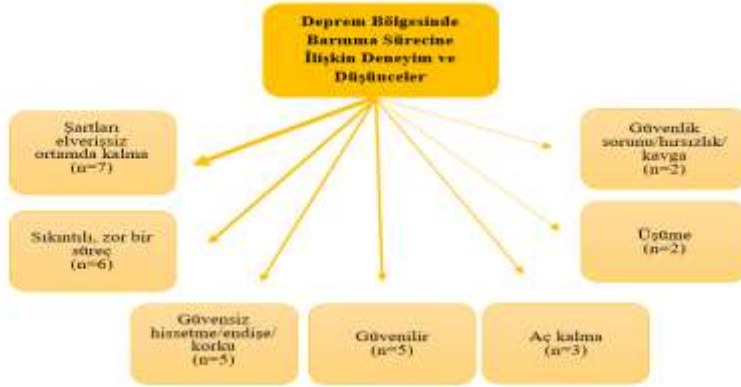 Deprem Bölgesinde
Barınma Sürecine
İlişkin Deneyim ve
Düşünceler
Şartları
elverişsiz
ortamda kalma
(n=7)
Sıkıntılı, zor bir
süreç
(n=6)
Güvensiz
hissetme/endişe/
korku
(n=5)
Güvenilir
(n=5)
Aç kalma
(n=3)
Üşüme
(n=2)
Güvenlik
sorunu/hırsızlık/
kavga
(n=2)